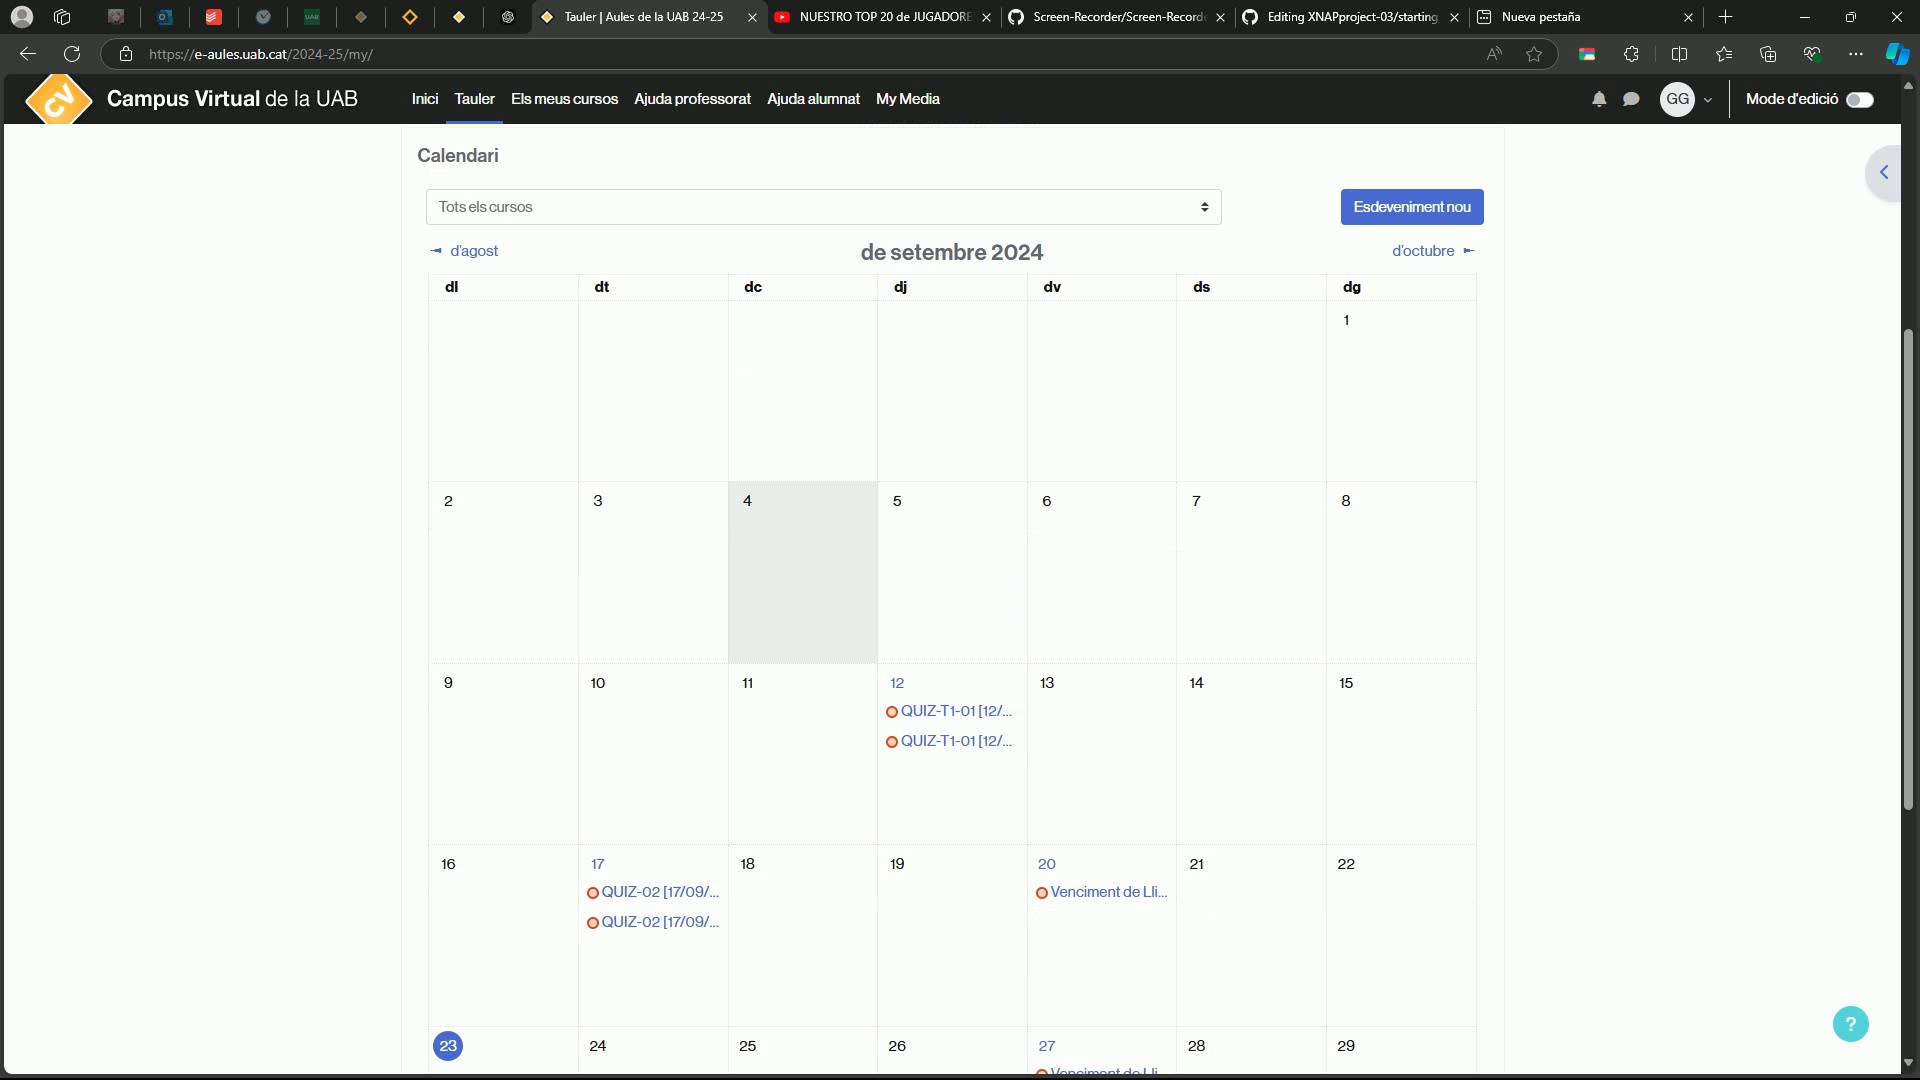 Tauler | Aules de la UAB 24-25
NUESTRO TOP 20 de JUGADORE
Screen-Recorder/Screen-Record
Editing XNAPproject-03/starting
Nueva pestaña
https://e-aules.uab.cat/2024-25/my/
CV
Campus Virtual de la UAB
Inici
Tauler
Els meus cursos
Ajuda professorat
Ajuda alumnat
My Media
GG
Mode d'edició
Calendari
Tots els cursos
Esdeveniment nou
◄ d'agost
de setembre 2024
d'octubre ►
dl dt dc dj dv ds dg
1
2 3 4 5 6 7 8
9 10 11 12 13 14 15
QUIZ-T1-01 [12/...
QUIZ-T1-01 [12/...
16 17 18 19 20 21 22
QUIZ-02 [17/09/...
Venciment de Lli...
QUIZ-02 [17/09/...
23 24 25 26 27 28 29
Venciment de Lli
?